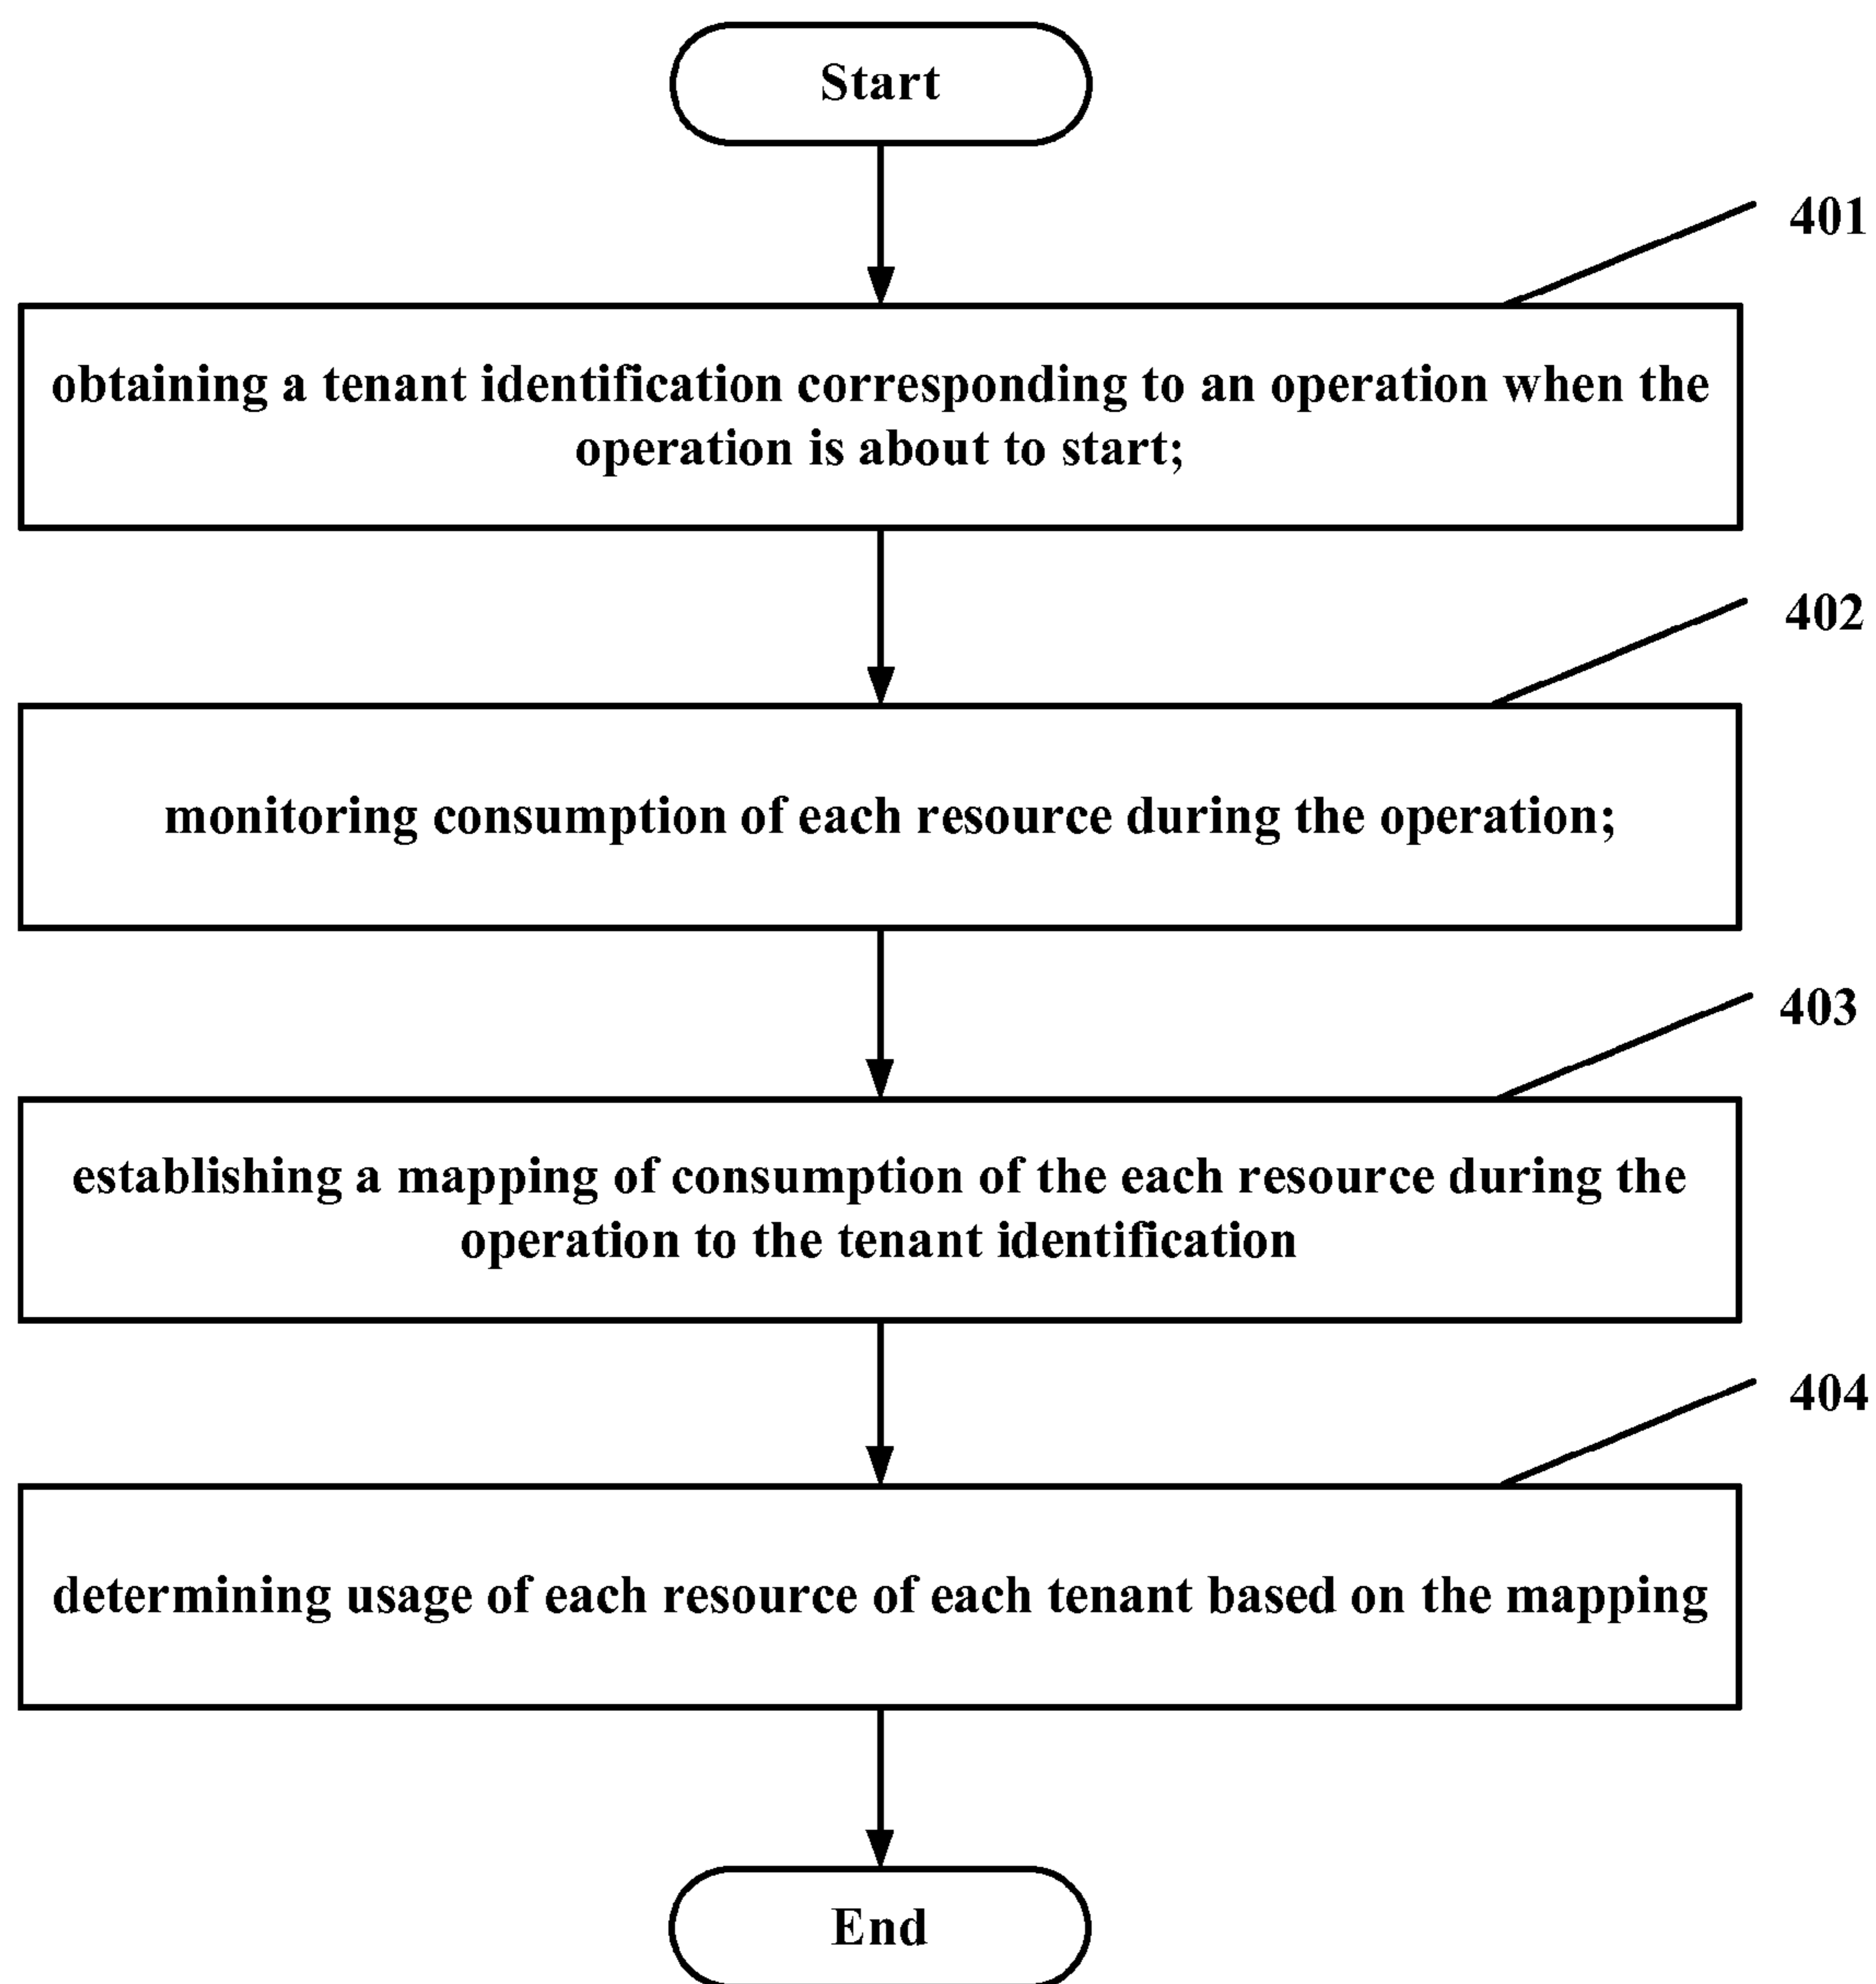 Start
401
obtaining a tenant identification corresponding to an operation when the
operation is about to start;
402
monitoring consumption of each resource during the operation;
403
establishing a mapping of consumption of the each resource during the
operation to the tenant identification
404
determining usage of each resource of each tenant based on the mapping
End